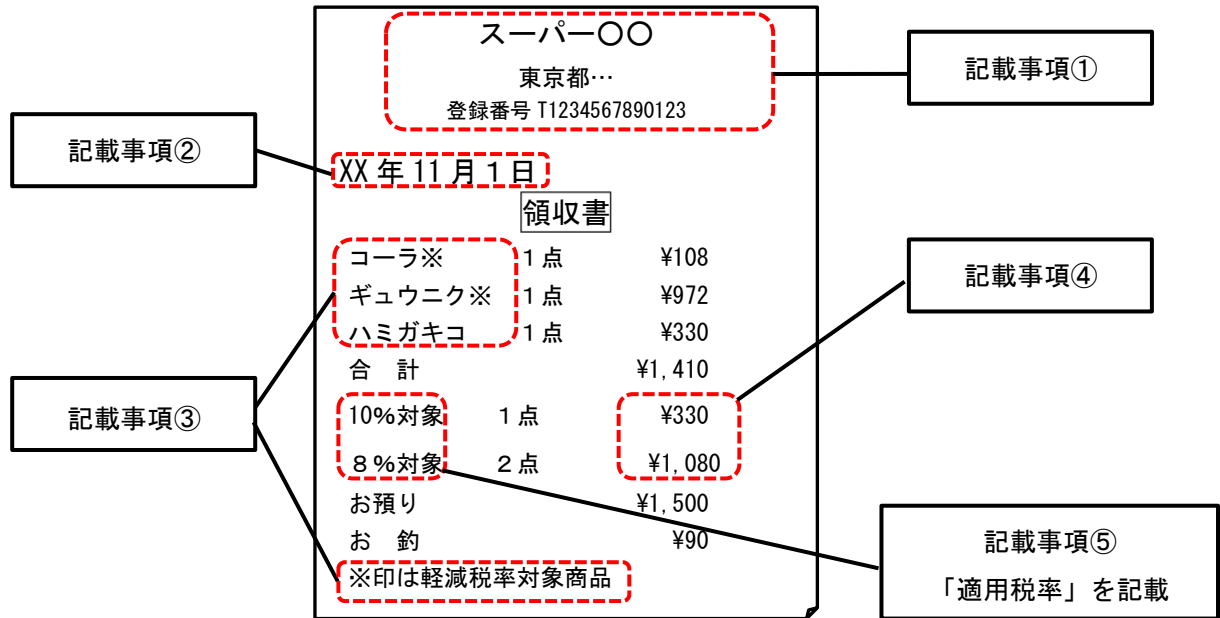 スーパー〇〇
東京都…
登録番号 T1234567890123
記載事項①
記載事項②
XX 年 11 月 1 日
領収書
コーラ※ 1点 ¥108
ギュウニク※ 1点 ¥972
ハミガキコ 1点 ¥330
合 計 ¥1,410
記載事項④
記載事項③
10%対象 1点 ¥330
8%対象 2点 ¥1,080
お預り ¥1,500
お 釣 ¥90
※印は軽減税率対象商品
記載事項⑤
「適用税率」を記載